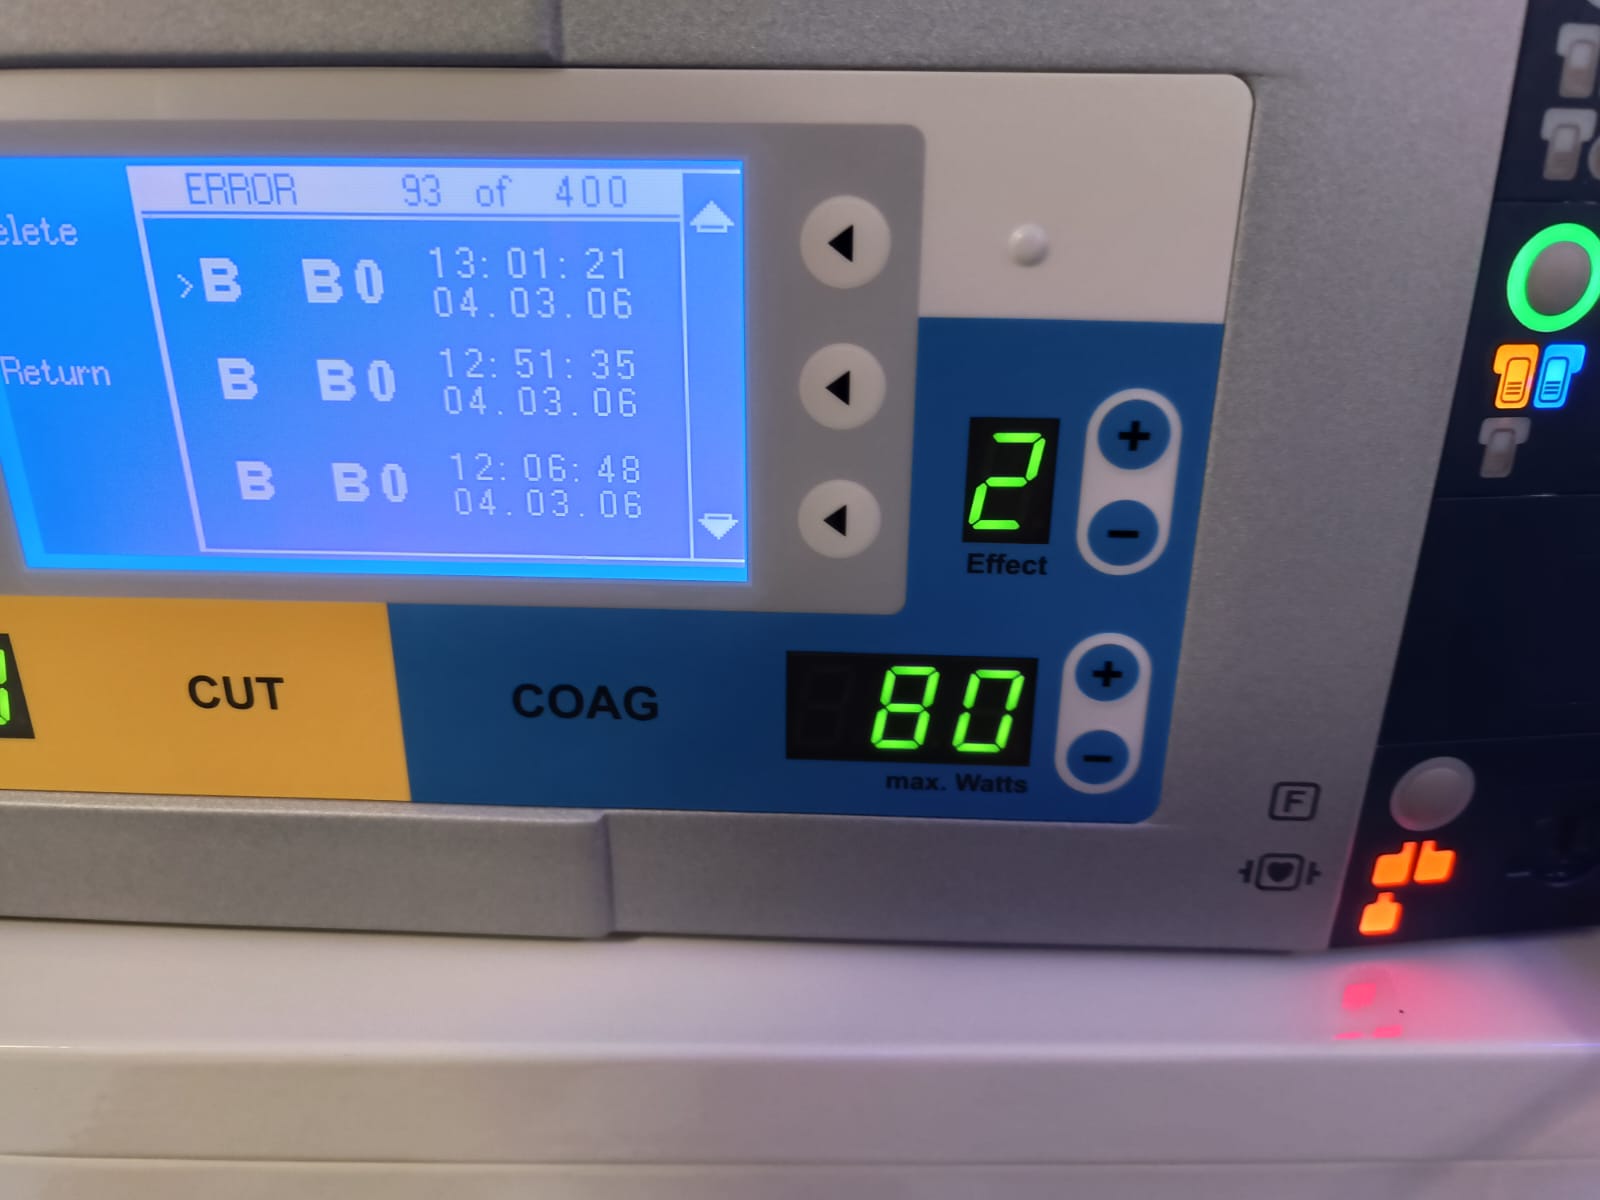 ERROR 93 of 400
elete
>B B0 13:01:21
04.03.06
Return
B B0 12:51:35
04.03.06
B B0 12:06:48
04.03.06
2
+
-
Effect
CUT
COAG
80
+
-
max. Watts
F